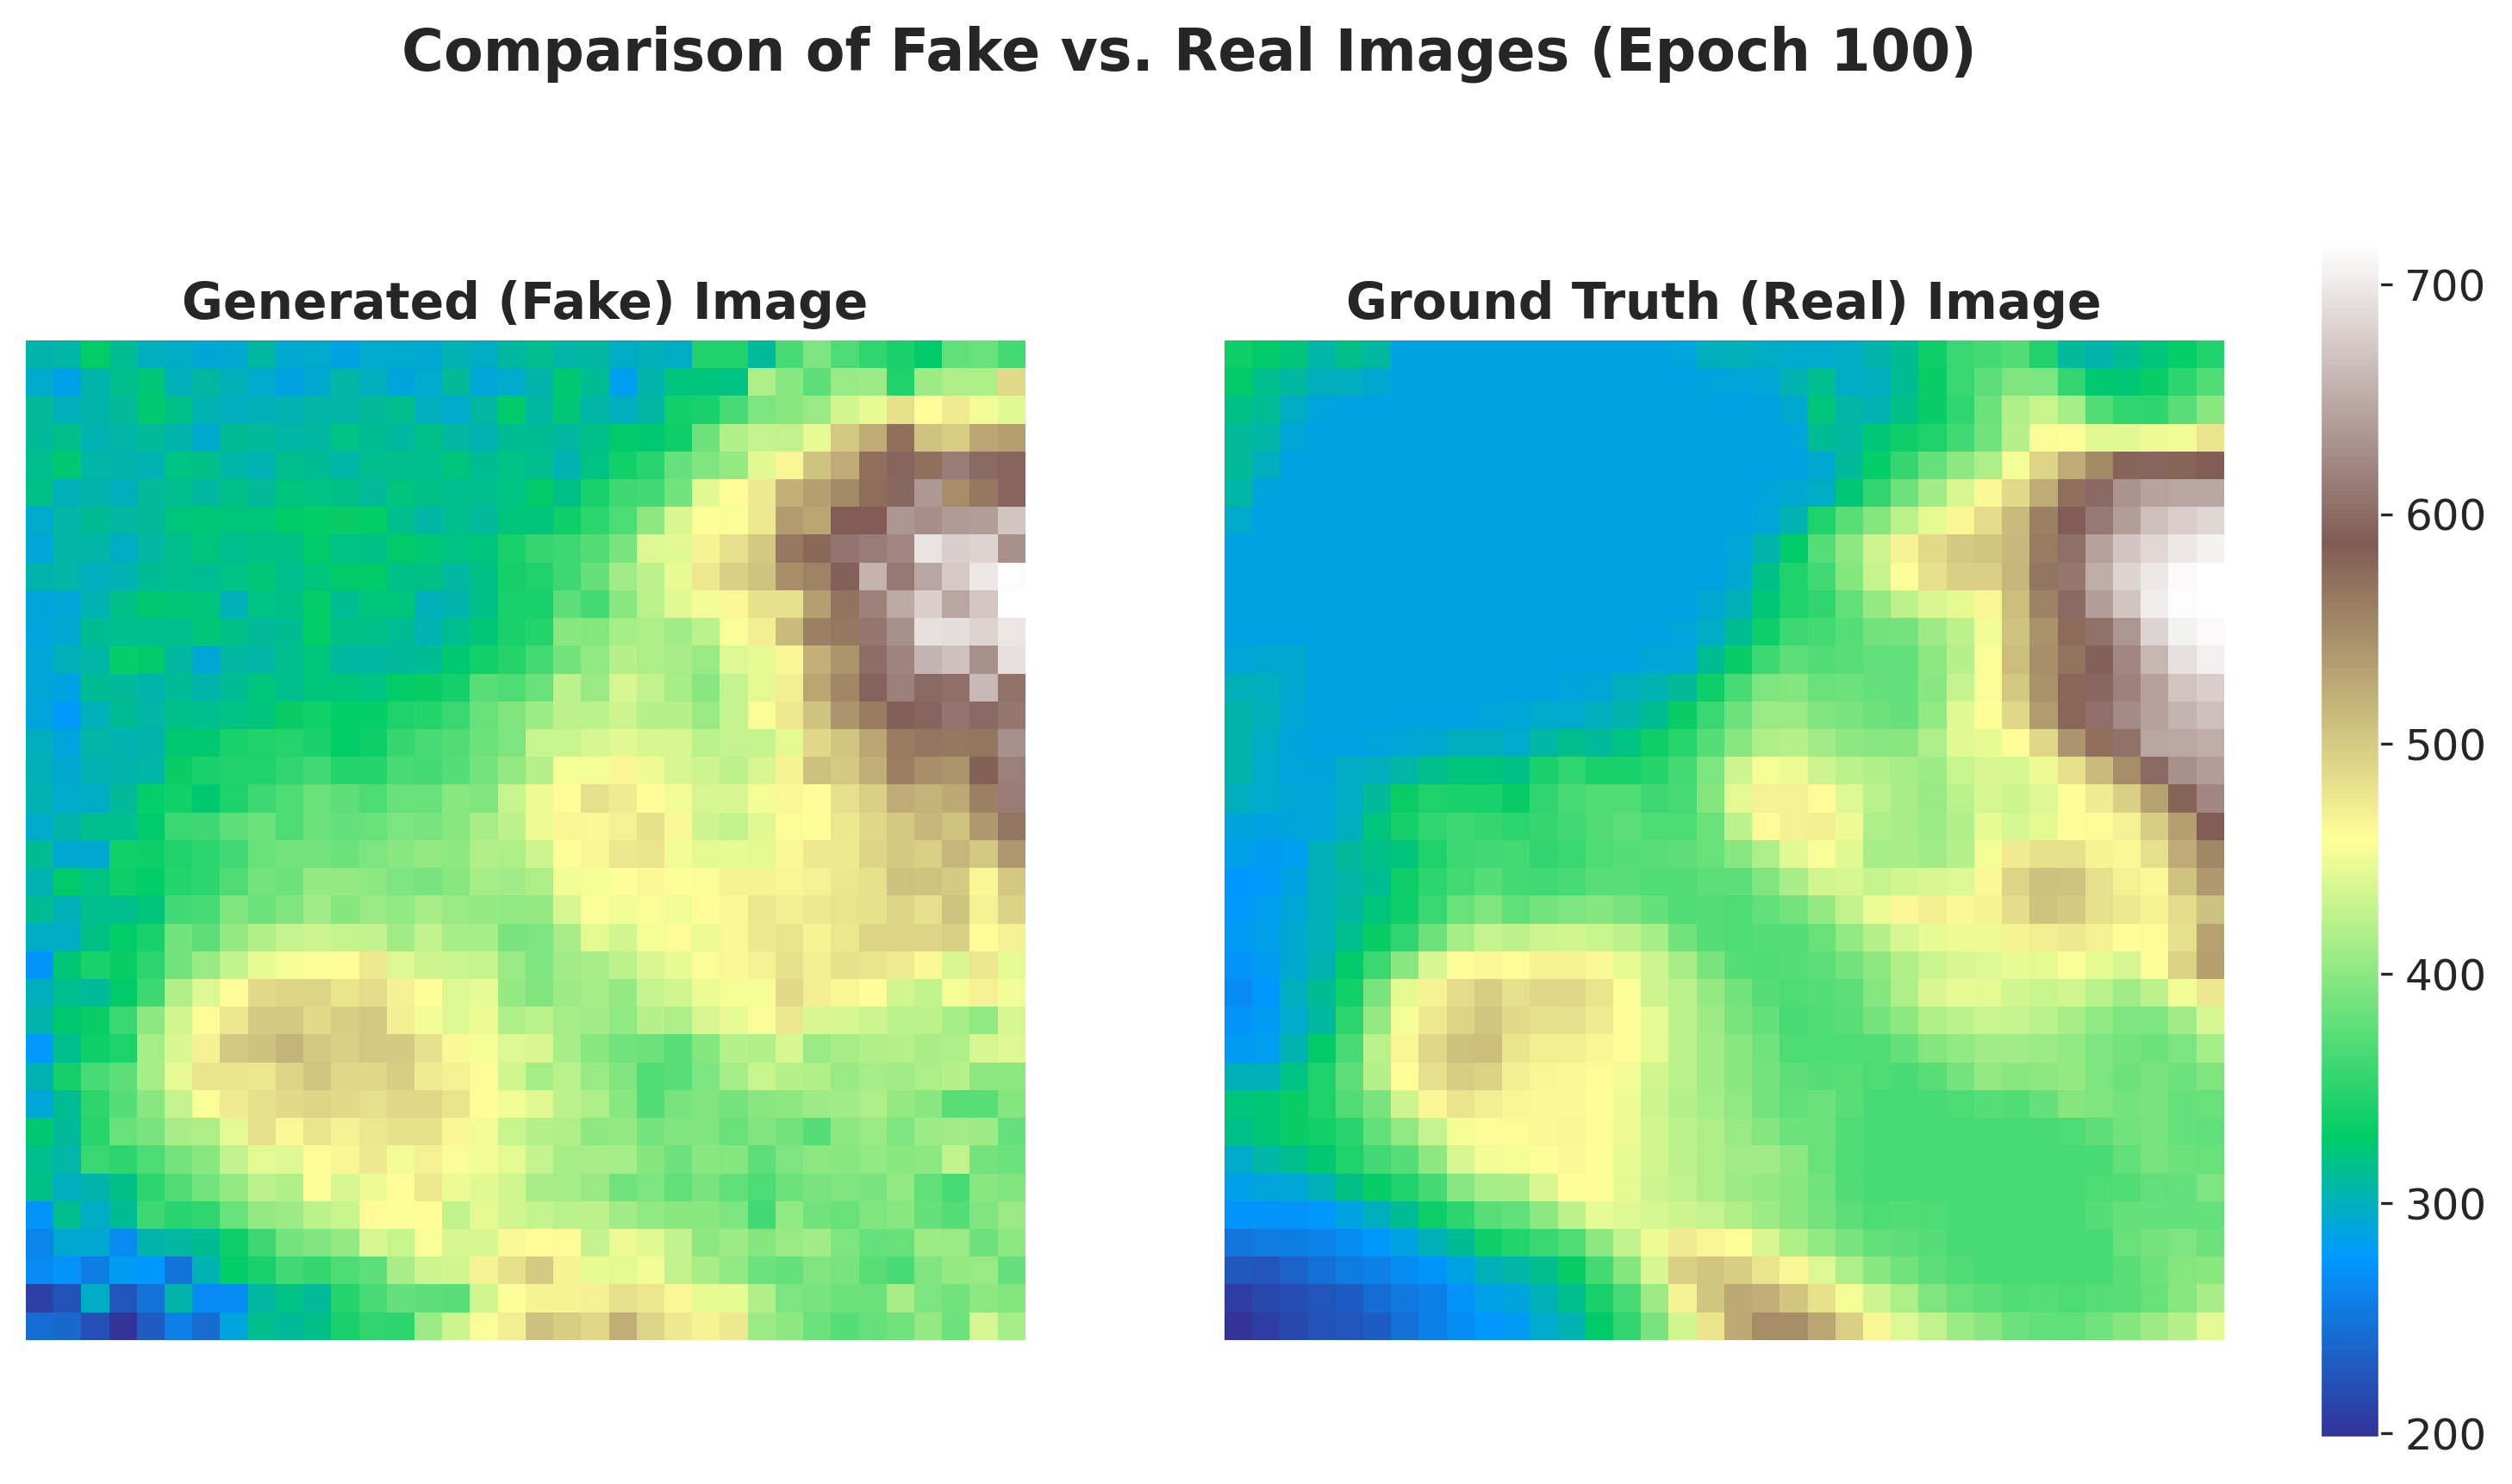 Comparison of Fake vs. Real Images (Epoch 100)
Generated (Fake) Image
Ground Truth (Real) Image
700
600
500
400
300
200